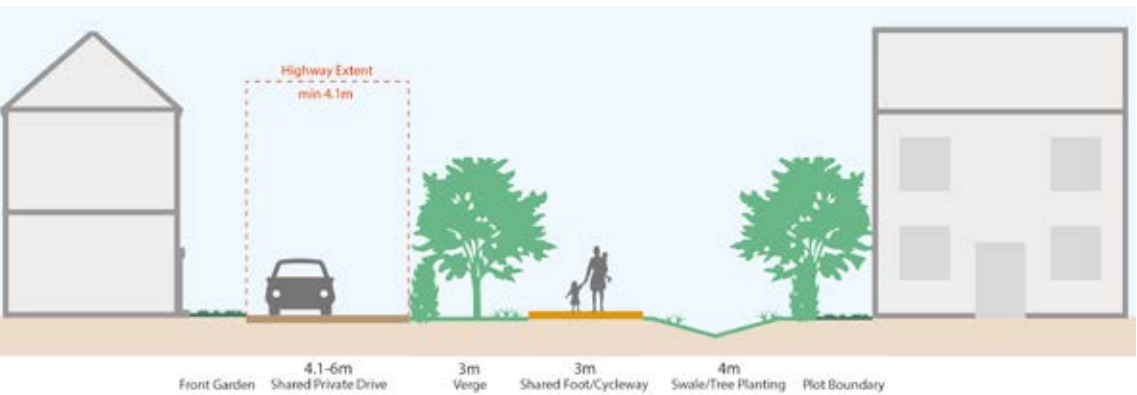 Highway Extent
min 4.1m
4.1-6m
3m
3m
4m
Front Garden
Shared Private Drive
Verge
Shared Foot/Cycleway
Swale/Tree Planting
Plot Boundary